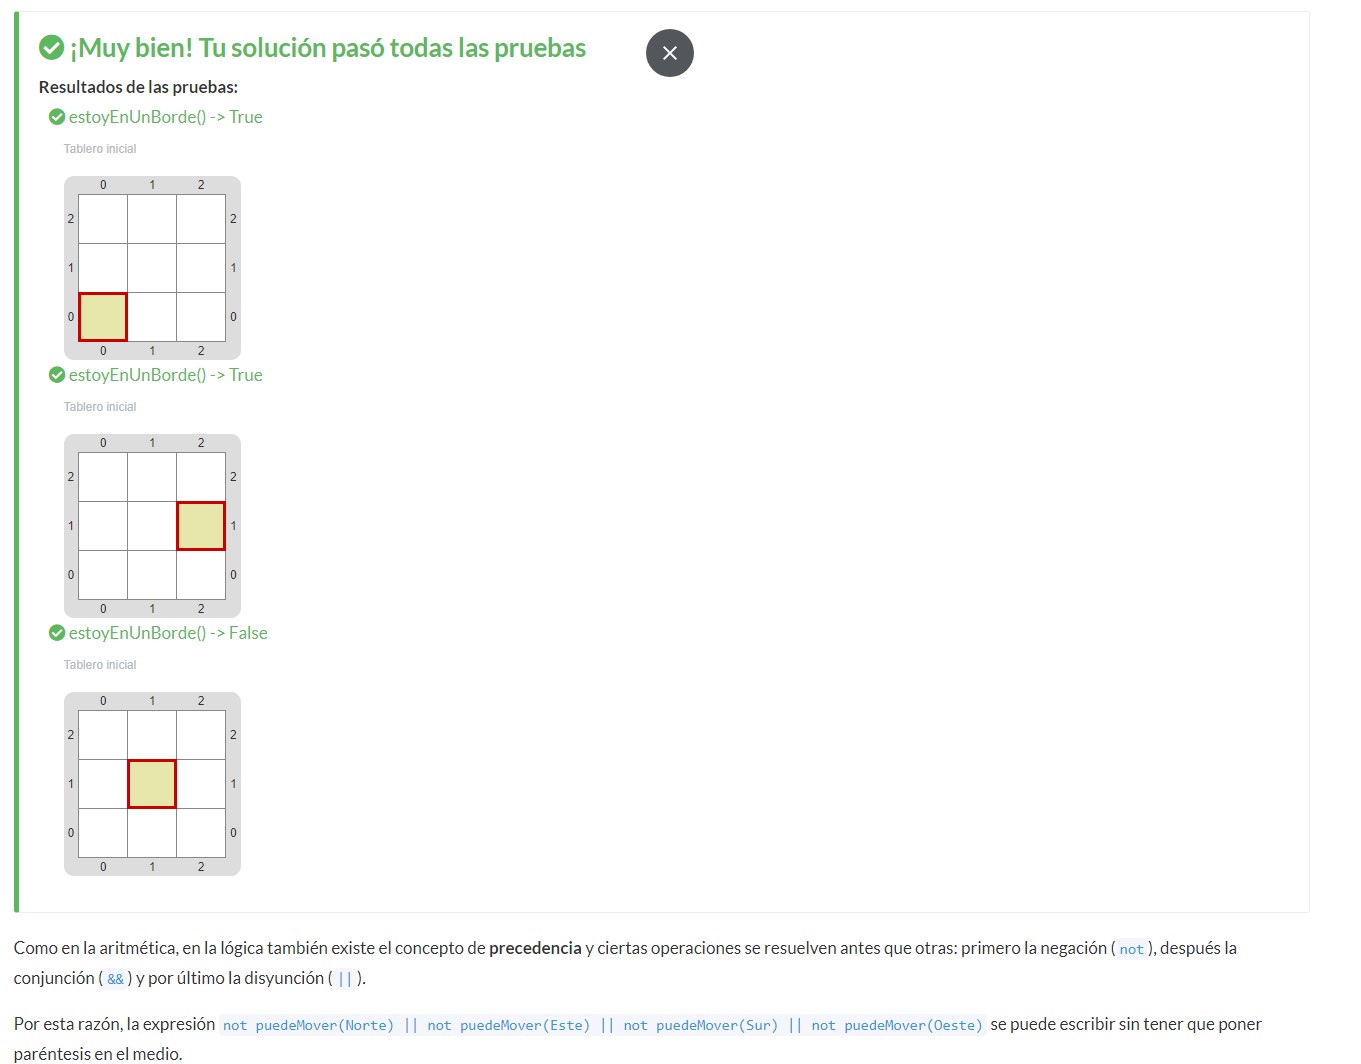 ¡Muy bien! Tu solución pasó todas las pruebas
Resultados de las pruebas:
estoyEnUnBorde() -> True
Tablero inicial
0 1 2
2 2
1 1
0 0
0 1 2
estoyEnUnBorde() -> True
Tablero inicial
0 1 2
2 2
1 1
0 0
0 1 2
estoyEnUnBorde() -> False
Tablero inicial
0 1 2
2 2
1 1
0 0
0 1 2
Como en la aritmética, en la lógica también existe el concepto de precedencia y ciertas operaciones se resuelven antes que otras: primero la negación ( not ), después la
conjunción ( && ) y por último la disyunción ( || ).
Por esta razón, la expresión not puedeMover(Norte) || not puedeMover(Este) || not puedeMover(Sur) || not puedeMover(Oeste) se puede escribir sin tener que poner
paréntesis en el medio.